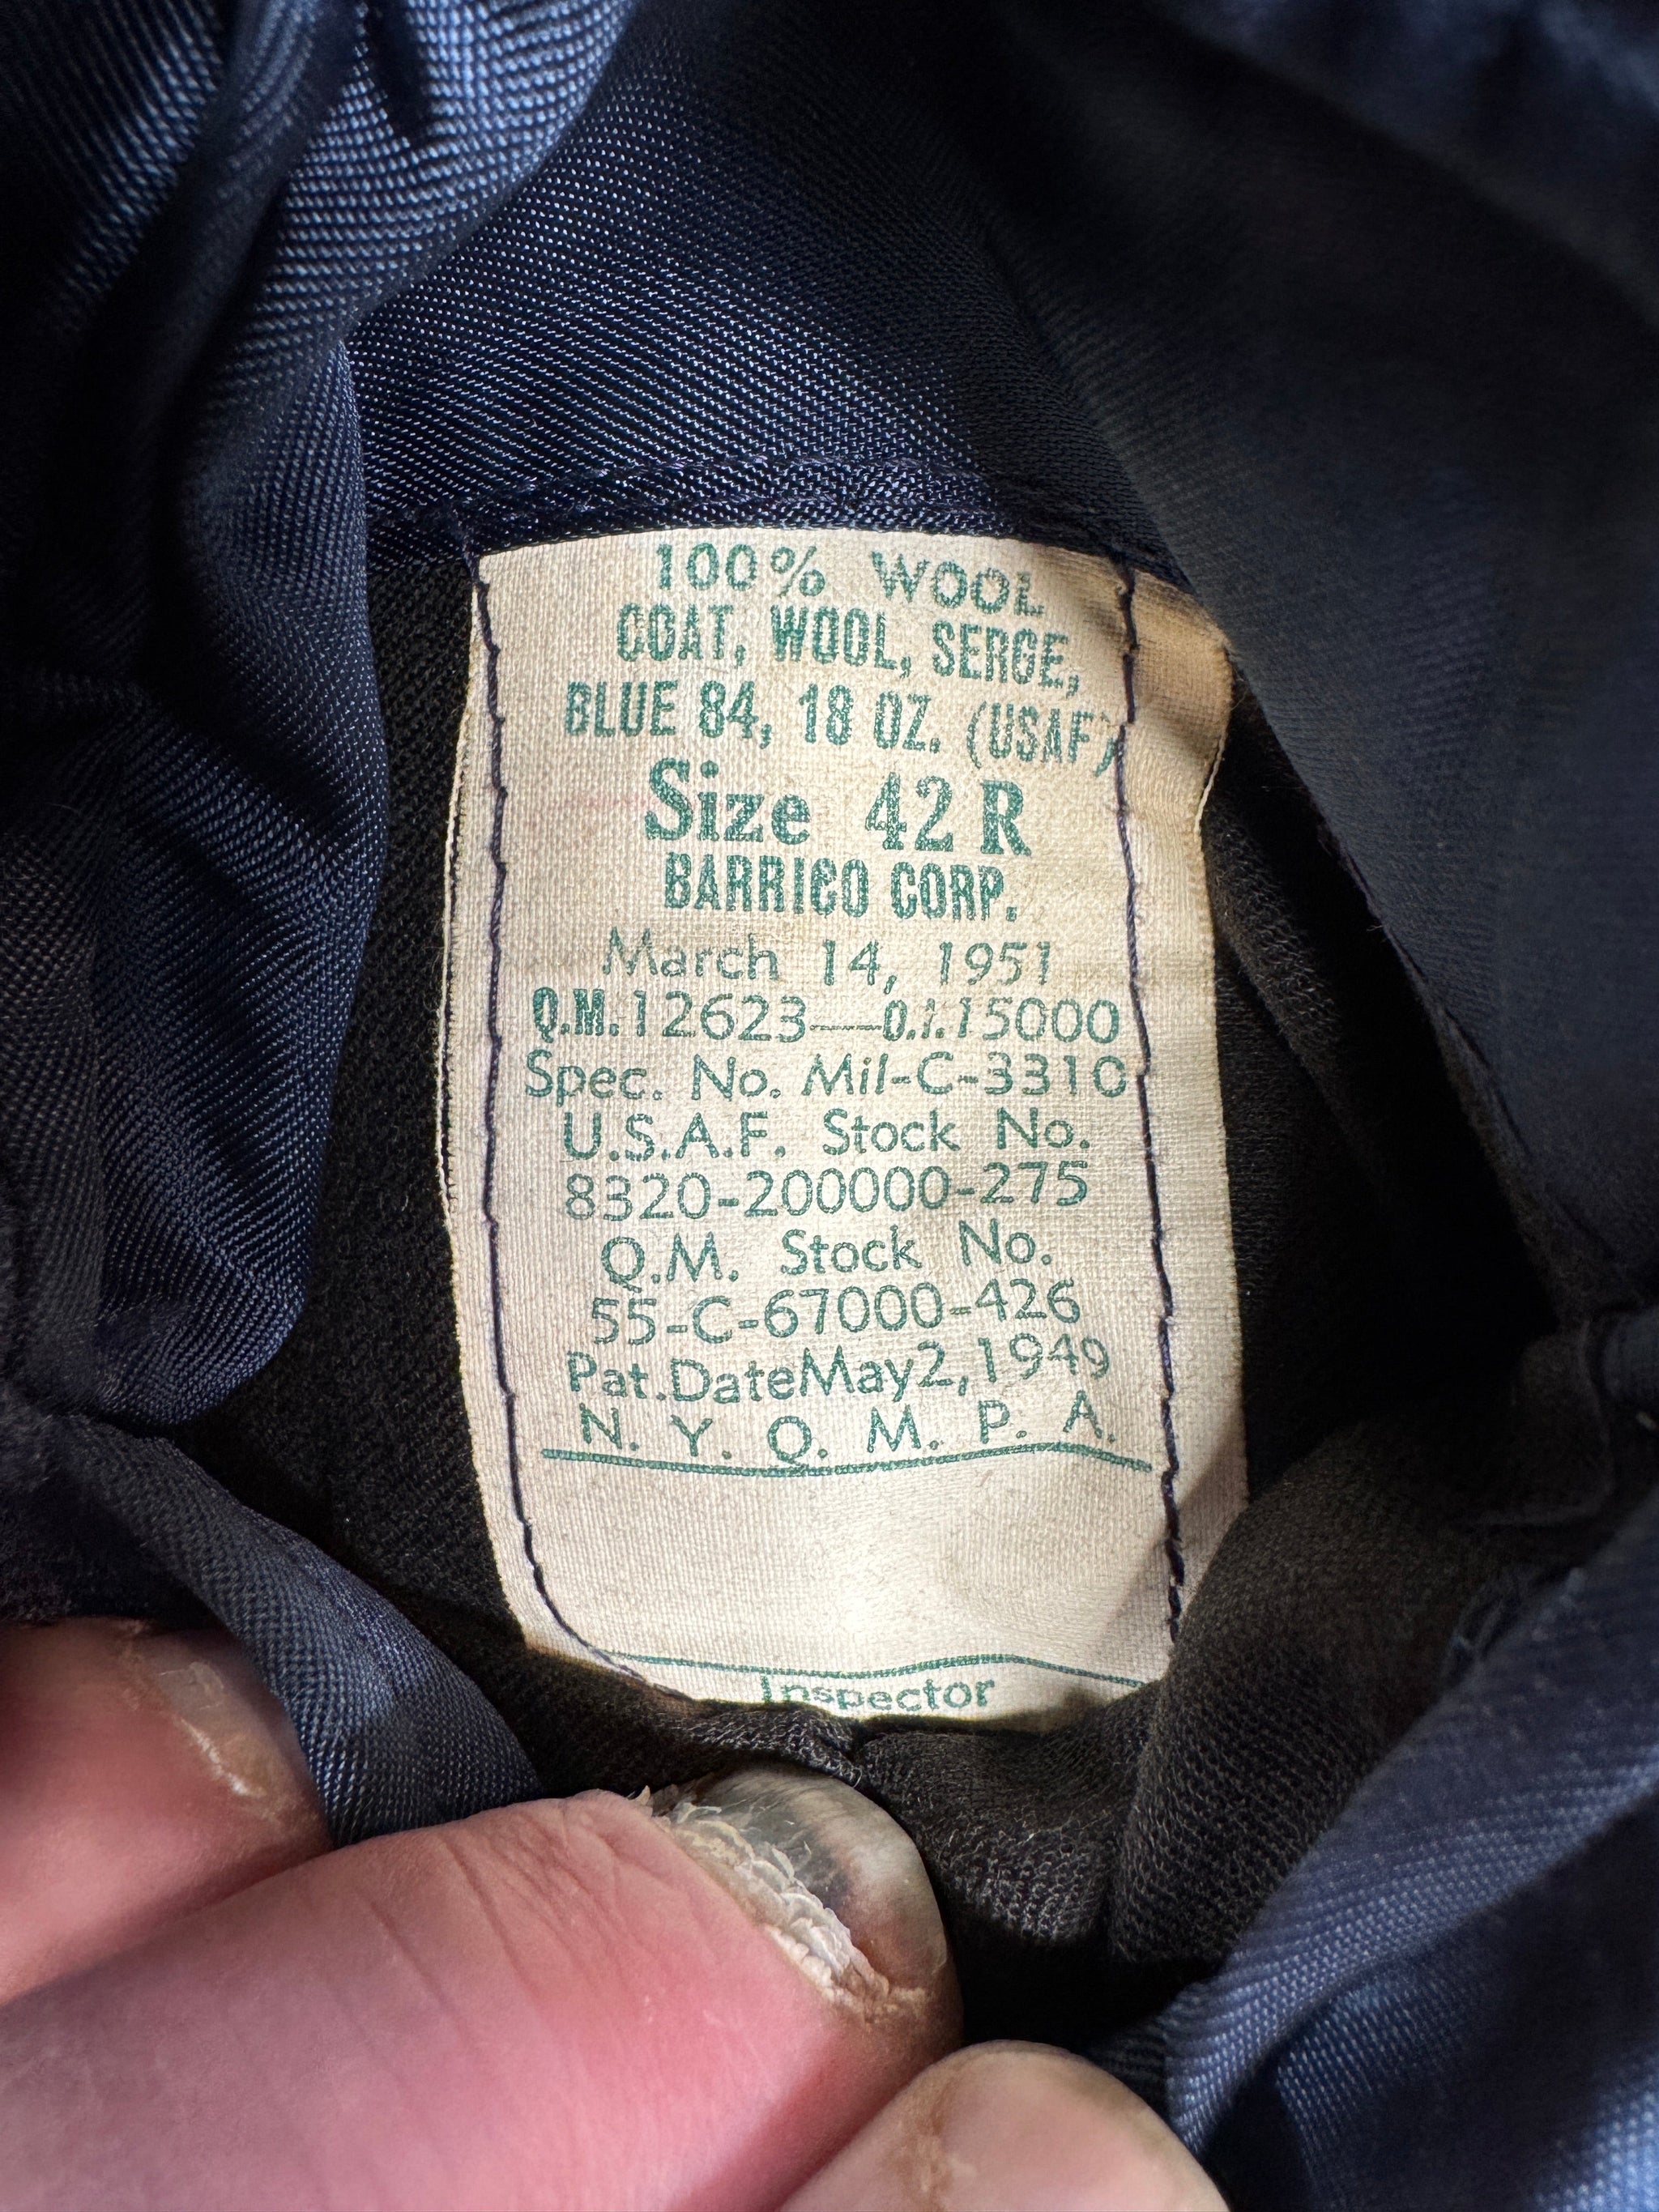 100% WOOL
COAT, WOOL, SERGE,
BLUE 84, 18 OZ. (USAF)
Size 42 R
BARRICO CORP.
March 14, 1951
Q.M.12623——O.I.15000
Spec. No. Mil-C-3310
U.S.A.F. Stock No.
8320-200000-275
Q.M. Stock No.
55-C-67000-426
Pat.DateMay2,1949
N. Y. Q. M. P. A.
Inspector